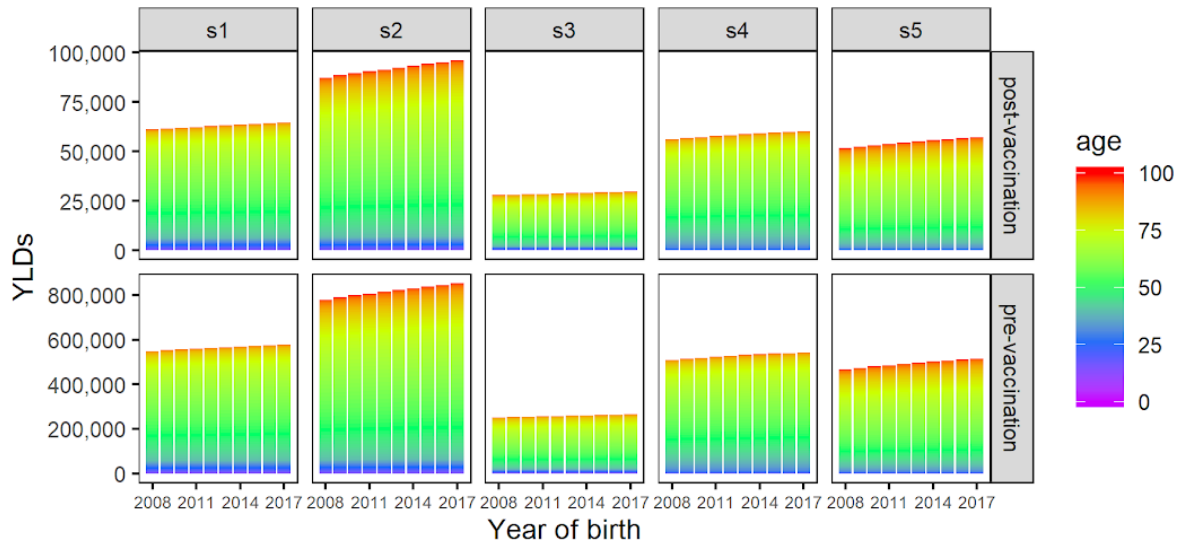 s1 s2 s3 s4 s5
100,000
75,000
50,000
25,000
0
post-vaccination
YLDs
800,000
600,000
400,000
200,000
0
pre-vaccination
2008 2011 2014 2017 2008 2011 2014 2017 2008 2011 2014 2017 2008 2011 2014 2017 2008 2011 2014 2017
Year of birth
age
100
75
50
25
0